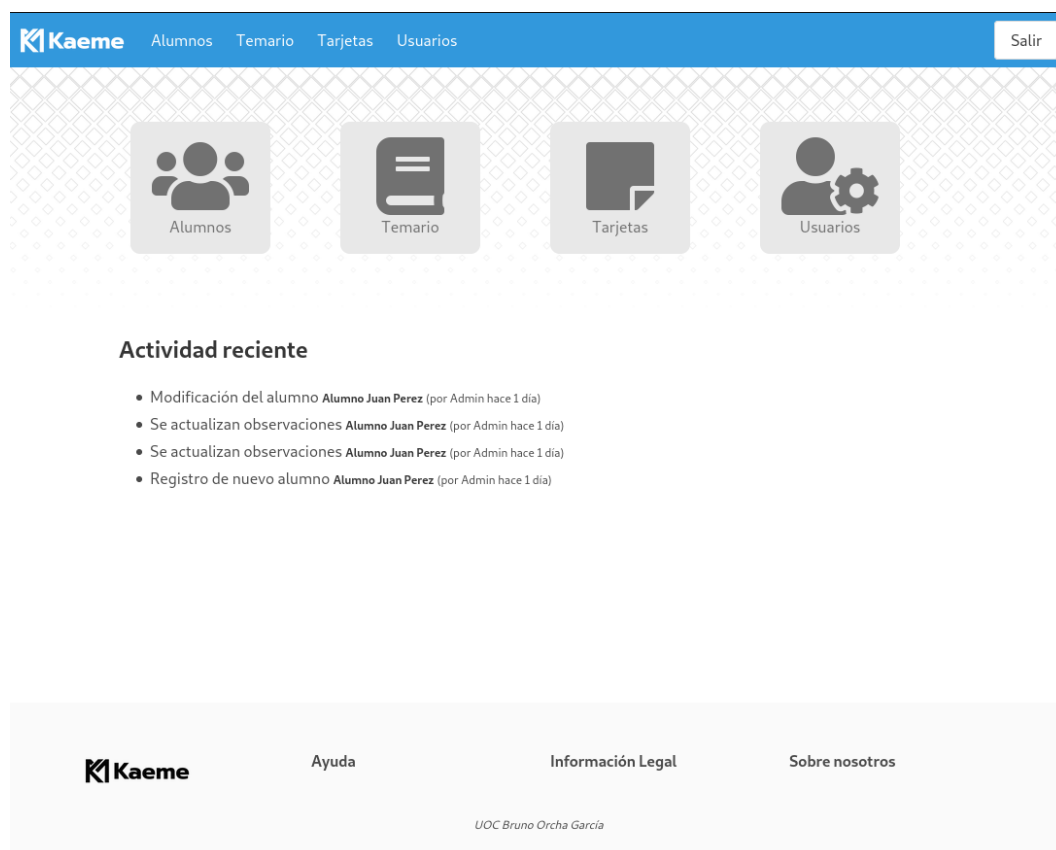 Kaeme Alumnos Temario Tarjetas Usuarios Salir
Alumnos Temario Tarjetas Usuarios
Actividad reciente
Modificación del alumno Alumno Juan Perez (por Admin hace 1 día)
Se actualizan observaciones Alumno Juan Perez (por Admin hace 1 día)
Se actualizan observaciones Alumno Juan Perez (por Admin hace 1 día)
Registro de nuevo alumno Alumno Juan Perez (por Admin hace 1 día)
Kaeme Ayuda Información Legal Sobre nosotros
UOC Bruno Orcha García